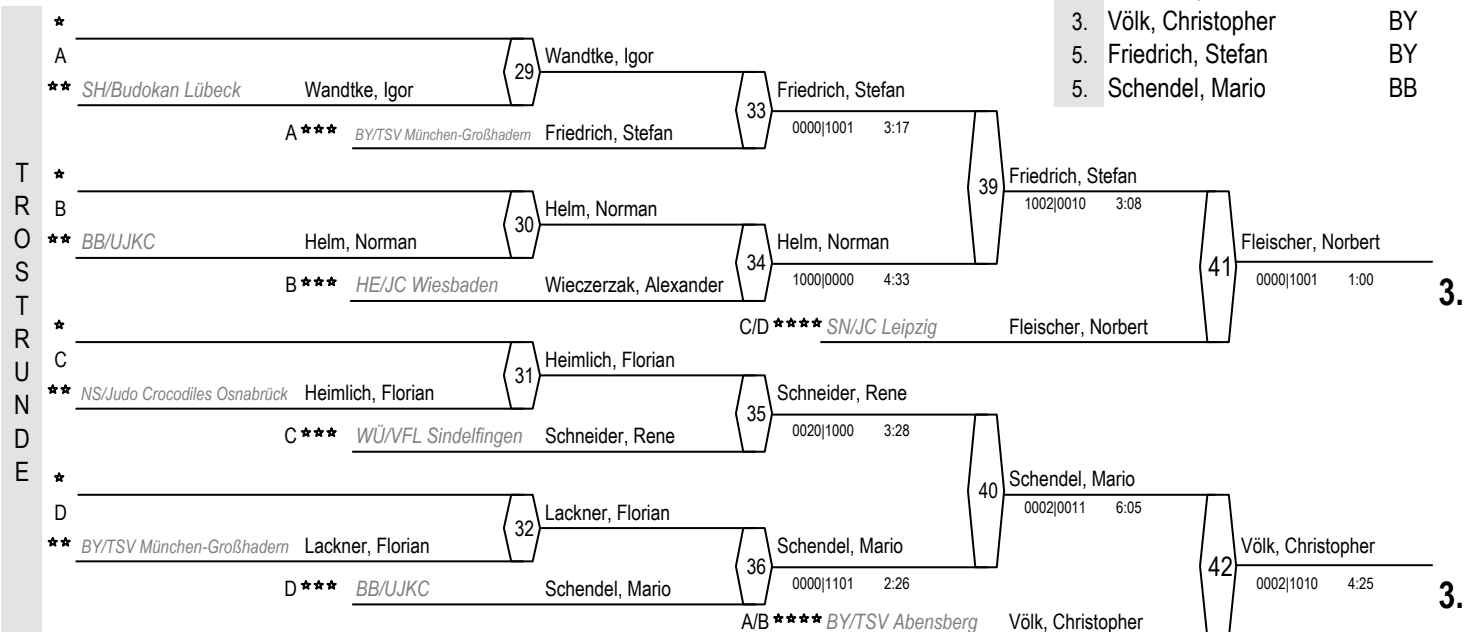 3. Völk, Christopher BY
5. Friedrich, Stefan BY
5. Schendel, Mario BB
TROSTRUNDE
A
** SH/Budokan Lübeck Wandtke, Igor
29 Wandtke, Igor
A *** BY/TSV München-Großhadern Friedrich, Stefan
33 Friedrich, Stefan
0000|1001 3:17
*
B
** BB/UJKC Helm, Norman
30 Helm, Norman
B *** HE/JC Wiesbaden Wieczerzak, Alexander
34 Helm, Norman
1000|0000 4:33
39 Friedrich, Stefan
1002|0010 3:08
C/D **** SN/JC Leipzig Fleischer, Norbert
41 Fleischer, Norbert
0000|1001 1:00
3.
*
C
** NS/Judo Crocodiles Osnabrück Heimlich, Florian
31 Heimlich, Florian
C *** WÜ/VFL Sindelfingen Schneider, Rene
35 Schneider, Rene
0020|1000 3:28
*
D
** BY/TSV München-Großhadern Lackner, Florian
32 Lackner, Florian
D *** BB/UJKC Schendel, Mario
36 Schendel, Mario
0000|1101 2:26
40 Schendel, Mario
0002|0011 6:05
A/B **** BY/TSV Abensberg Völk, Christopher
42 Völk, Christopher
0002|1010 4:25
3.